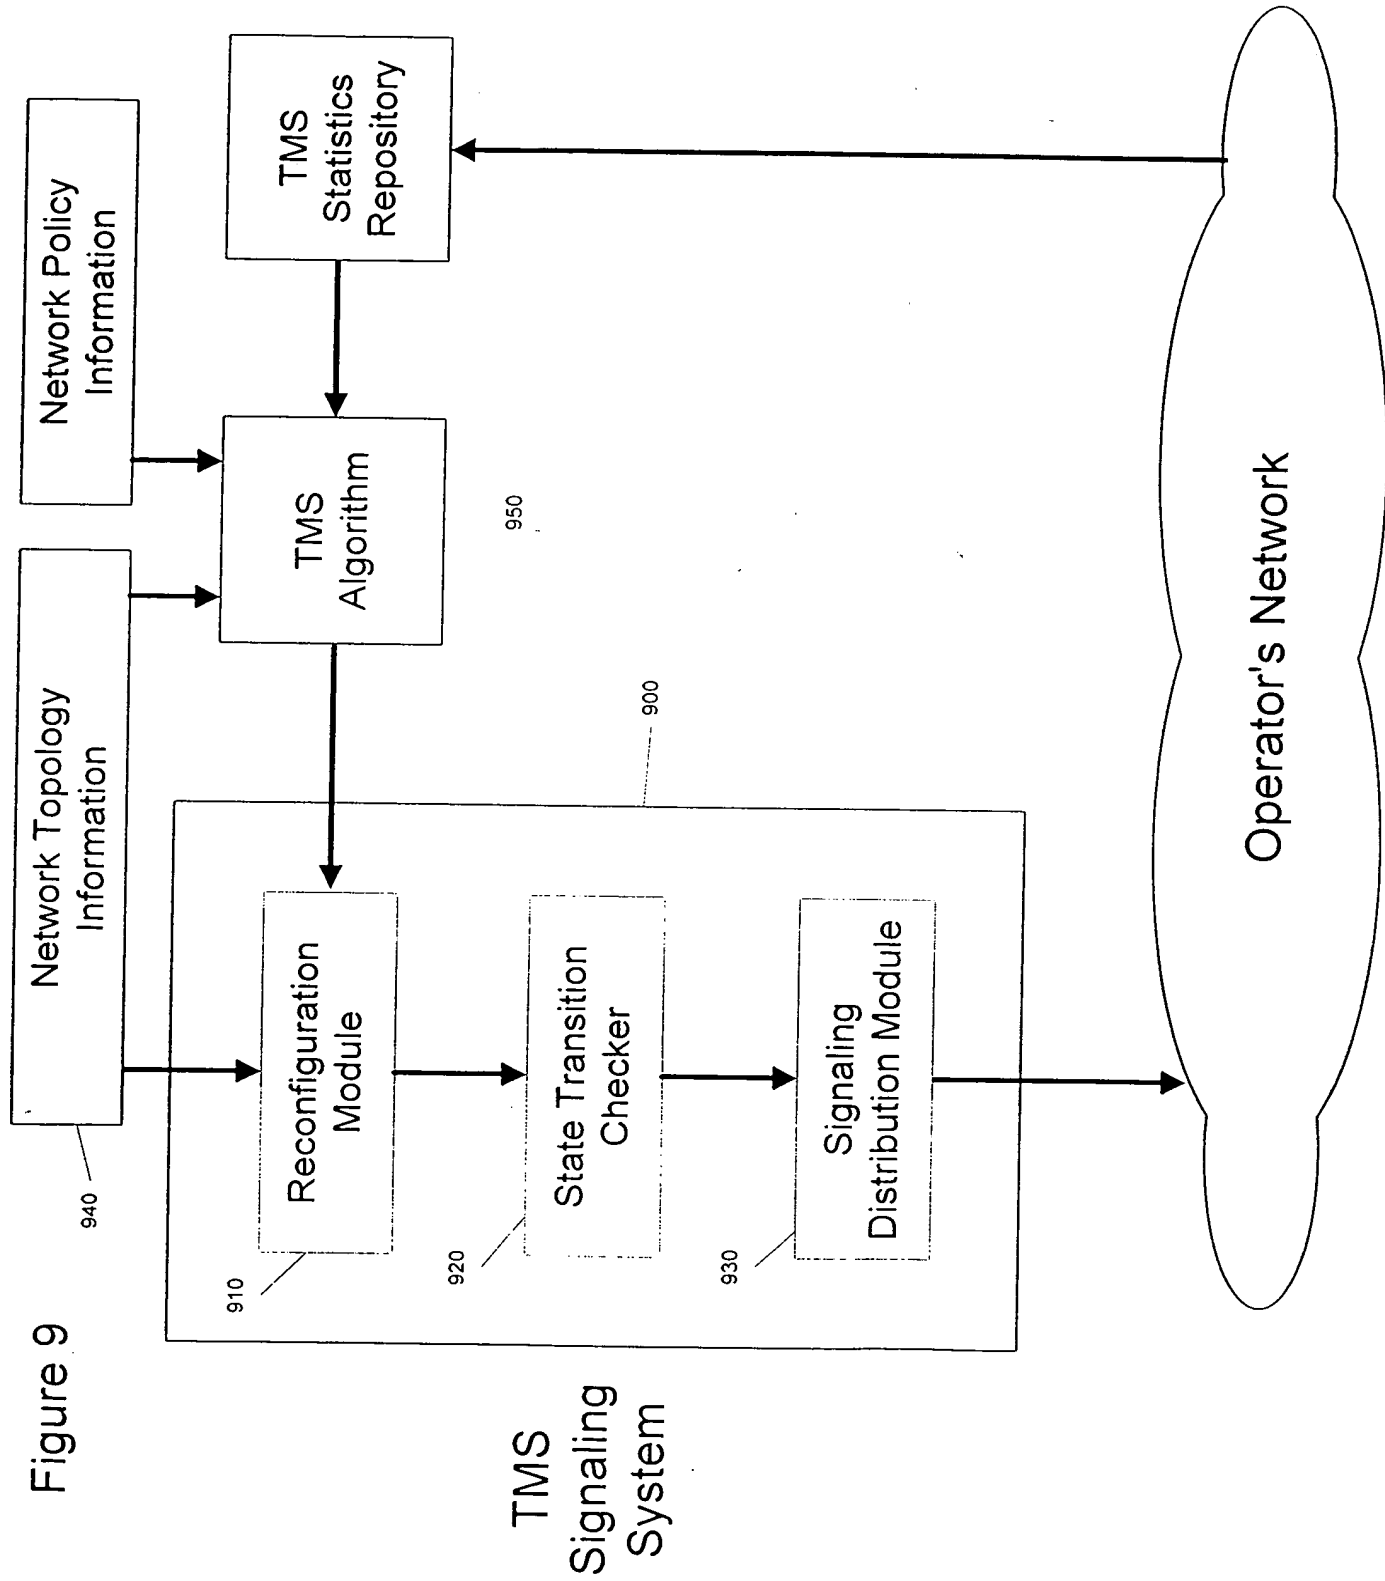 Figure 9
940
Network Topology
Information
Network Policy
Information
910
Reconfiguration
Module
TMS
Algorithm
TMS
Statistics
Repository
950
900
920
State Transition
Checker
930
Signaling
Distribution Module
TMS
Signaling
System
Operator's Network